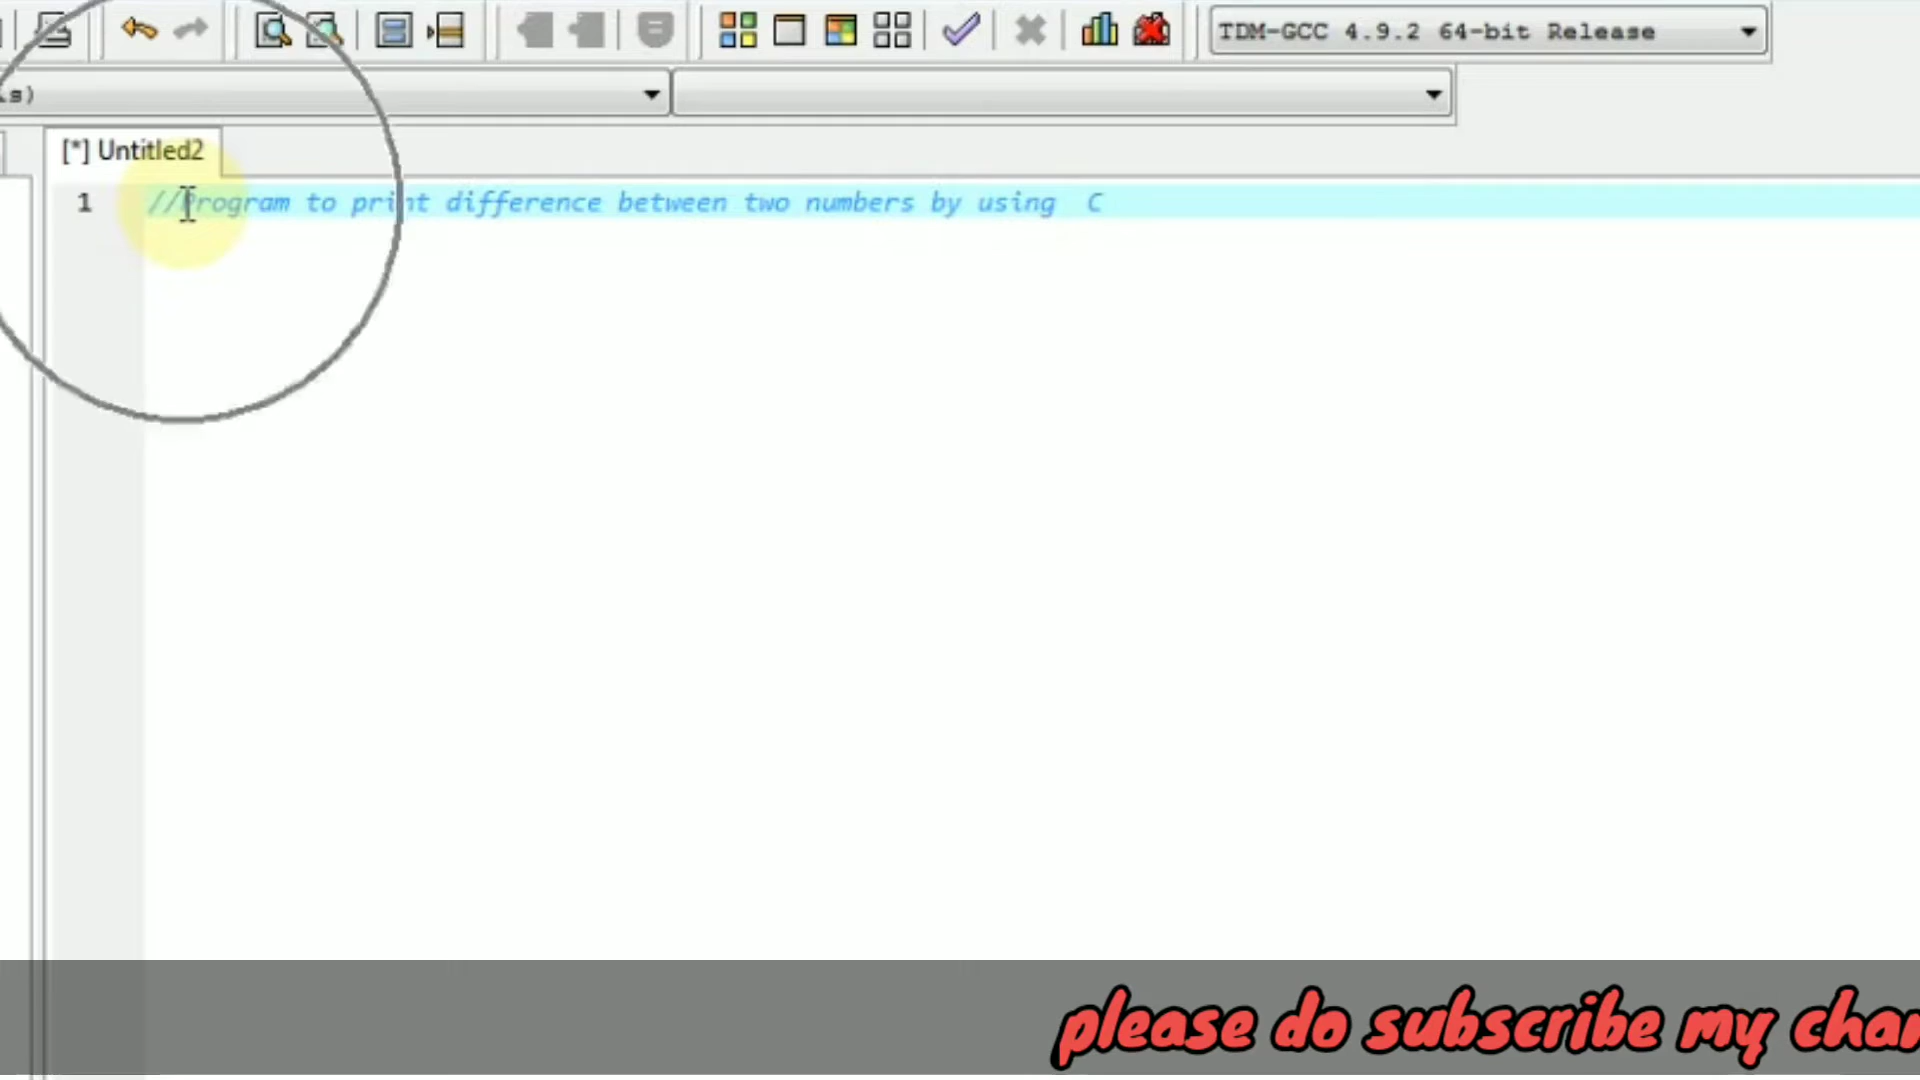 TDM-GCC 4.9.2 64-bit Release
s)
[*] Untitled2
1 //Program to print difference between two numbers by using  C
please do subscribe my chan